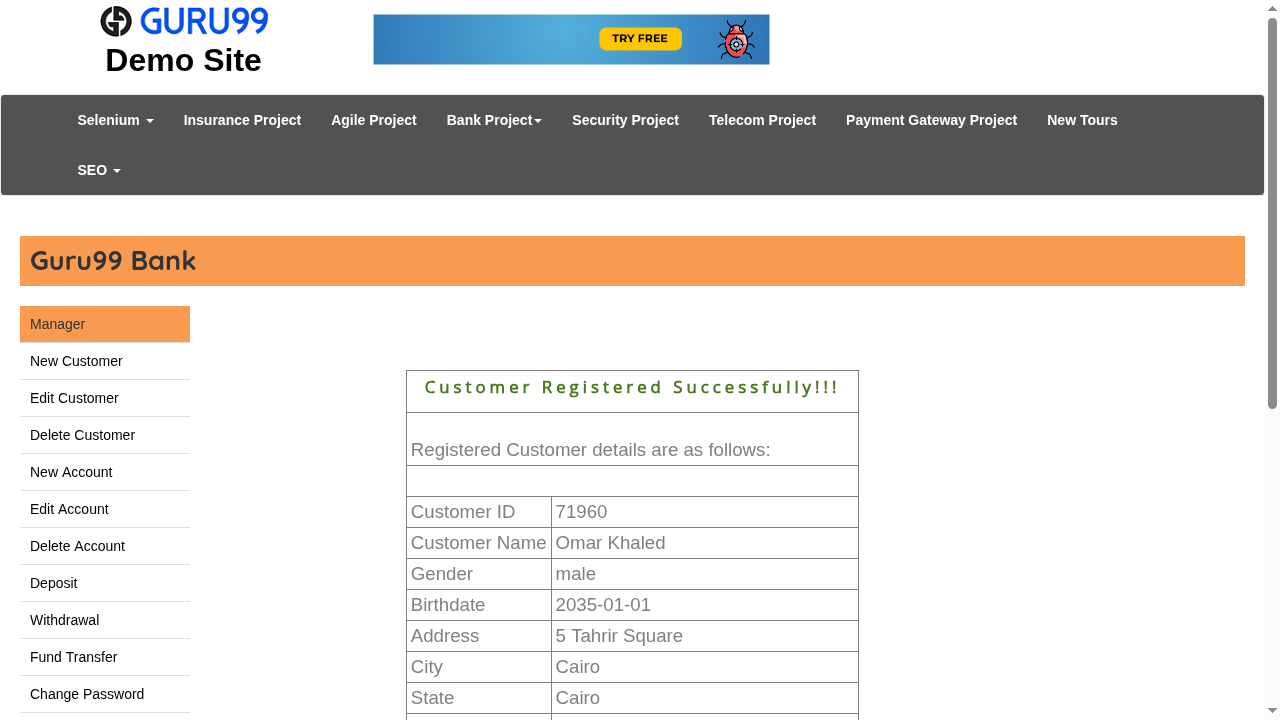 GURU99
Demo Site
TRY FREE
Selenium
Insurance Project
Agile Project
Bank Project
Security Project
Telecom Project
Payment Gateway Project
New Tours
SEO
Guru99 Bank
Manager
New Customer
Edit Customer
Delete Customer
New Account
Edit Account
Delete Account
Deposit
Withdrawal
Fund Transfer
Change Password
Customer Registered Successfully!!!
Registered Customer details are as follows:
Customer ID 71960
Customer Name Omar Khaled
Gender male
Birthdate 2035-01-01
Address 5 Tahrir Square
City Cairo
State Cairo